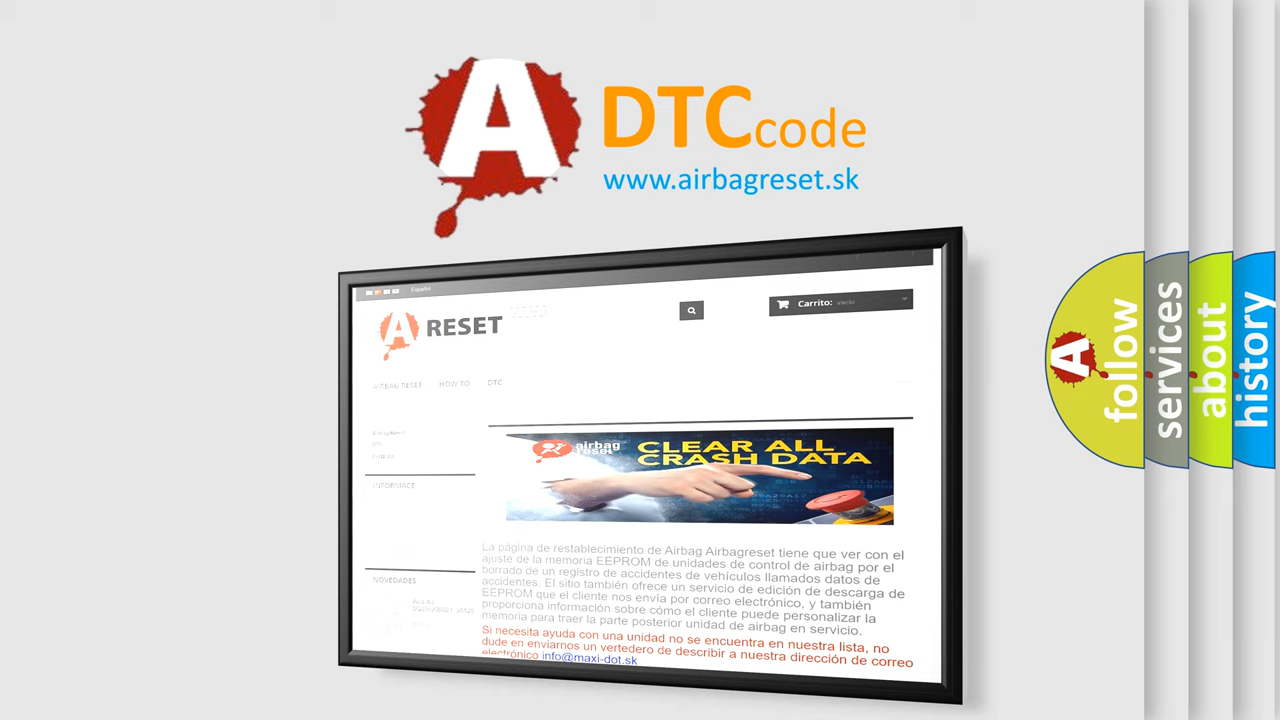 A
DTC code
www.airbagreset.sk
Español
A RESET
Carrito: vacío
AIRBAG RESET HOW TO DTC
INFORMACE
NOVEDADES
airbag
reset
CLEAR ALL
CRASH DATA
La página de restablecimiento de Airbag Airbagreset tiene que ver con el
ajuste de la memoria EEPROM de unidades de control de airbag por el
borrado de un registro de accidentes de vehículos llamados datos de
accidentes. El sitio también ofrece un servicio de edición de descarga de
EEPROM que el cliente nos envía por correo electrónico, y también
proporciona información sobre cómo el cliente puede personalizar la
memoria para traer la parte posterior unidad de airbag en servicio.
Si necesita ayuda con una unidad no se encuentra en nuestra lista, no
dude en enviarnos un vertedero de describir a nuestra dirección de correo
electrónico info@maxi-dot.sk
A
follow
services
about
history